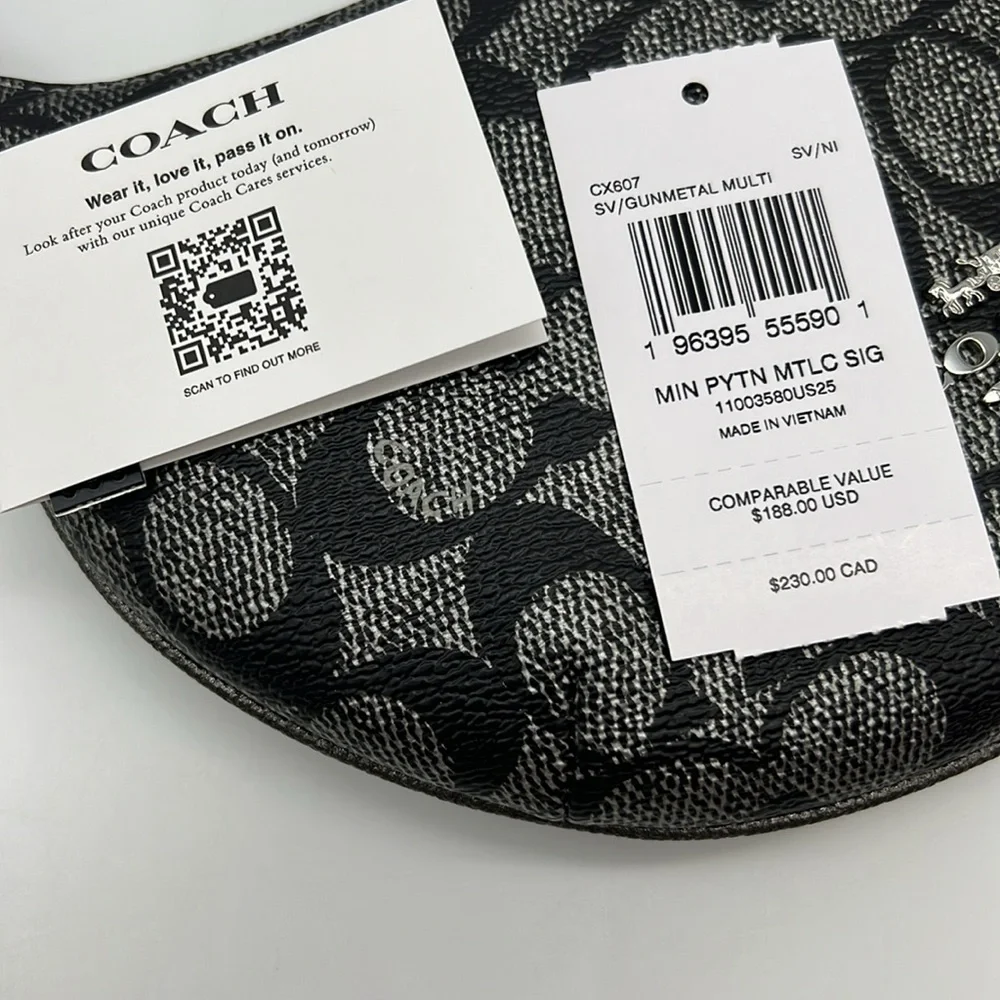 COACH
Wear it, love it, pass it on.
Look after your Coach product today (and tomorrow)
with our unique Coach Cares services.
SCAN TO FIND OUT MORE
SV/NI
CX607
SV/GUNMETAL MULTI
1 96395 55590 1
MIN PYTN MTLC SIG
11003580US25
MADE IN VIETNAM
COMPARABLE VALUE
$188.00 USD
$230.00 CAD
COACH